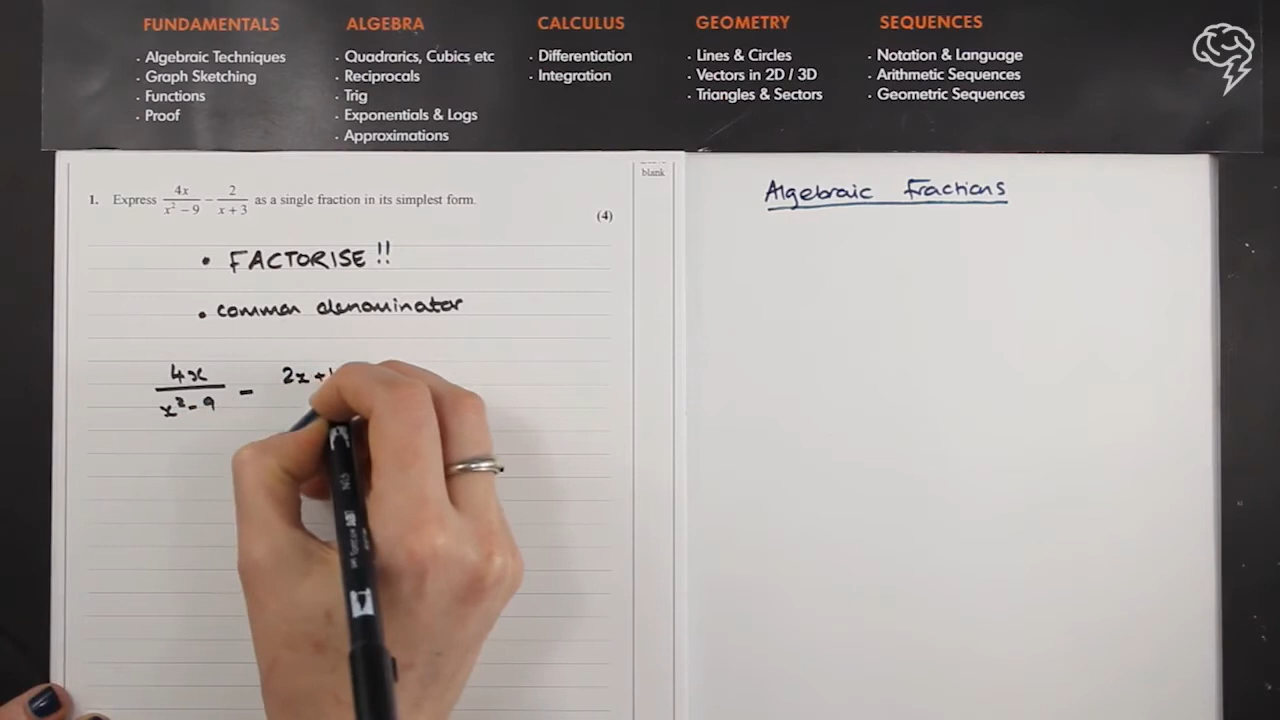 FUNDAMENTALS
· Algebraic Techniques
· Graph Sketching
· Functions
· Proof
ALGEBRA
· Quadrarics, Cubics etc
· Reciprocals
· Trig
· Exponentials & Logs
· Approximations
CALCULUS
· Differentiation
· Integration
GEOMETRY
· Lines & Circles
· Vectors in 2D / 3D
· Triangles & Sectors
SEQUENCES
· Notation & Language
· Arithmetic Sequences
· Geometric Sequences
blank
1. Express 4x/(x² − 9) − 2/(x + 3) as a single fraction in its simplest form.
(4)
• FACTORISE !!
• common denominator
4x/(x² - 9) - 2x +
Algebraic Fractions